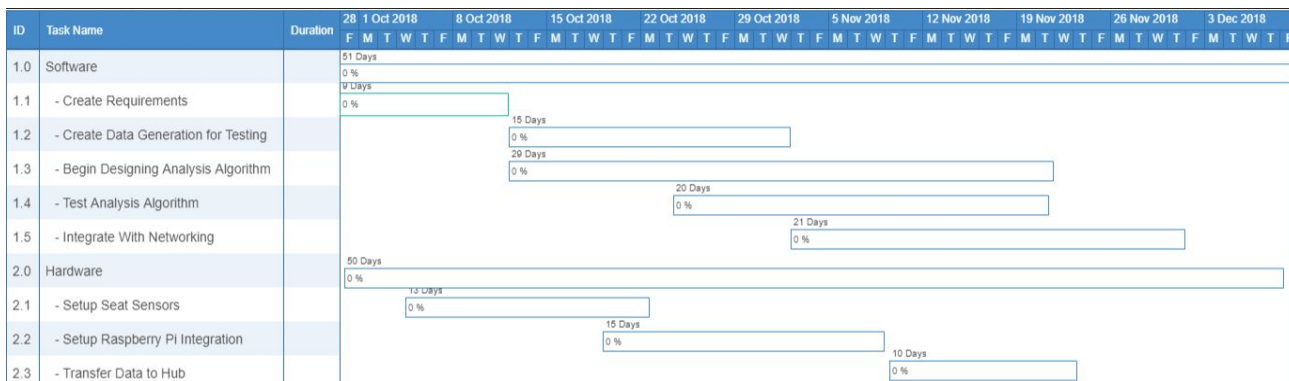 ID Task Name Duration 28 1 Oct 2018 8 Oct 2018 15 Oct 2018 22 Oct 2018 29 Oct 2018 5 Nov 2018 12 Nov 2018 19 Nov 2018 26 Nov 2018 3 Dec 2018
F M T W T F M T W T F M T W T F M T W T F M T W T F M T W T F M T W T F M T W T F M T W T F M T W T F
51 Days
1.0 Software 0 %
9 Days
1.1 - Create Requirements 0 %
15 Days
1.2 - Create Data Generation for Testing 0 %
29 Days
1.3 - Begin Designing Analysis Algorithm 0 %
20 Days
1.4 - Test Analysis Algorithm 0 %
21 Days
1.5 - Integrate With Networking 0 %
50 Days
2.0 Hardware 0 %
13 Days
2.1 - Setup Seat Sensors 0 %
15 Days
2.2 - Setup Raspberry Pi Integration 0 %
10 Days
2.3 - Transfer Data to Hub 0 %